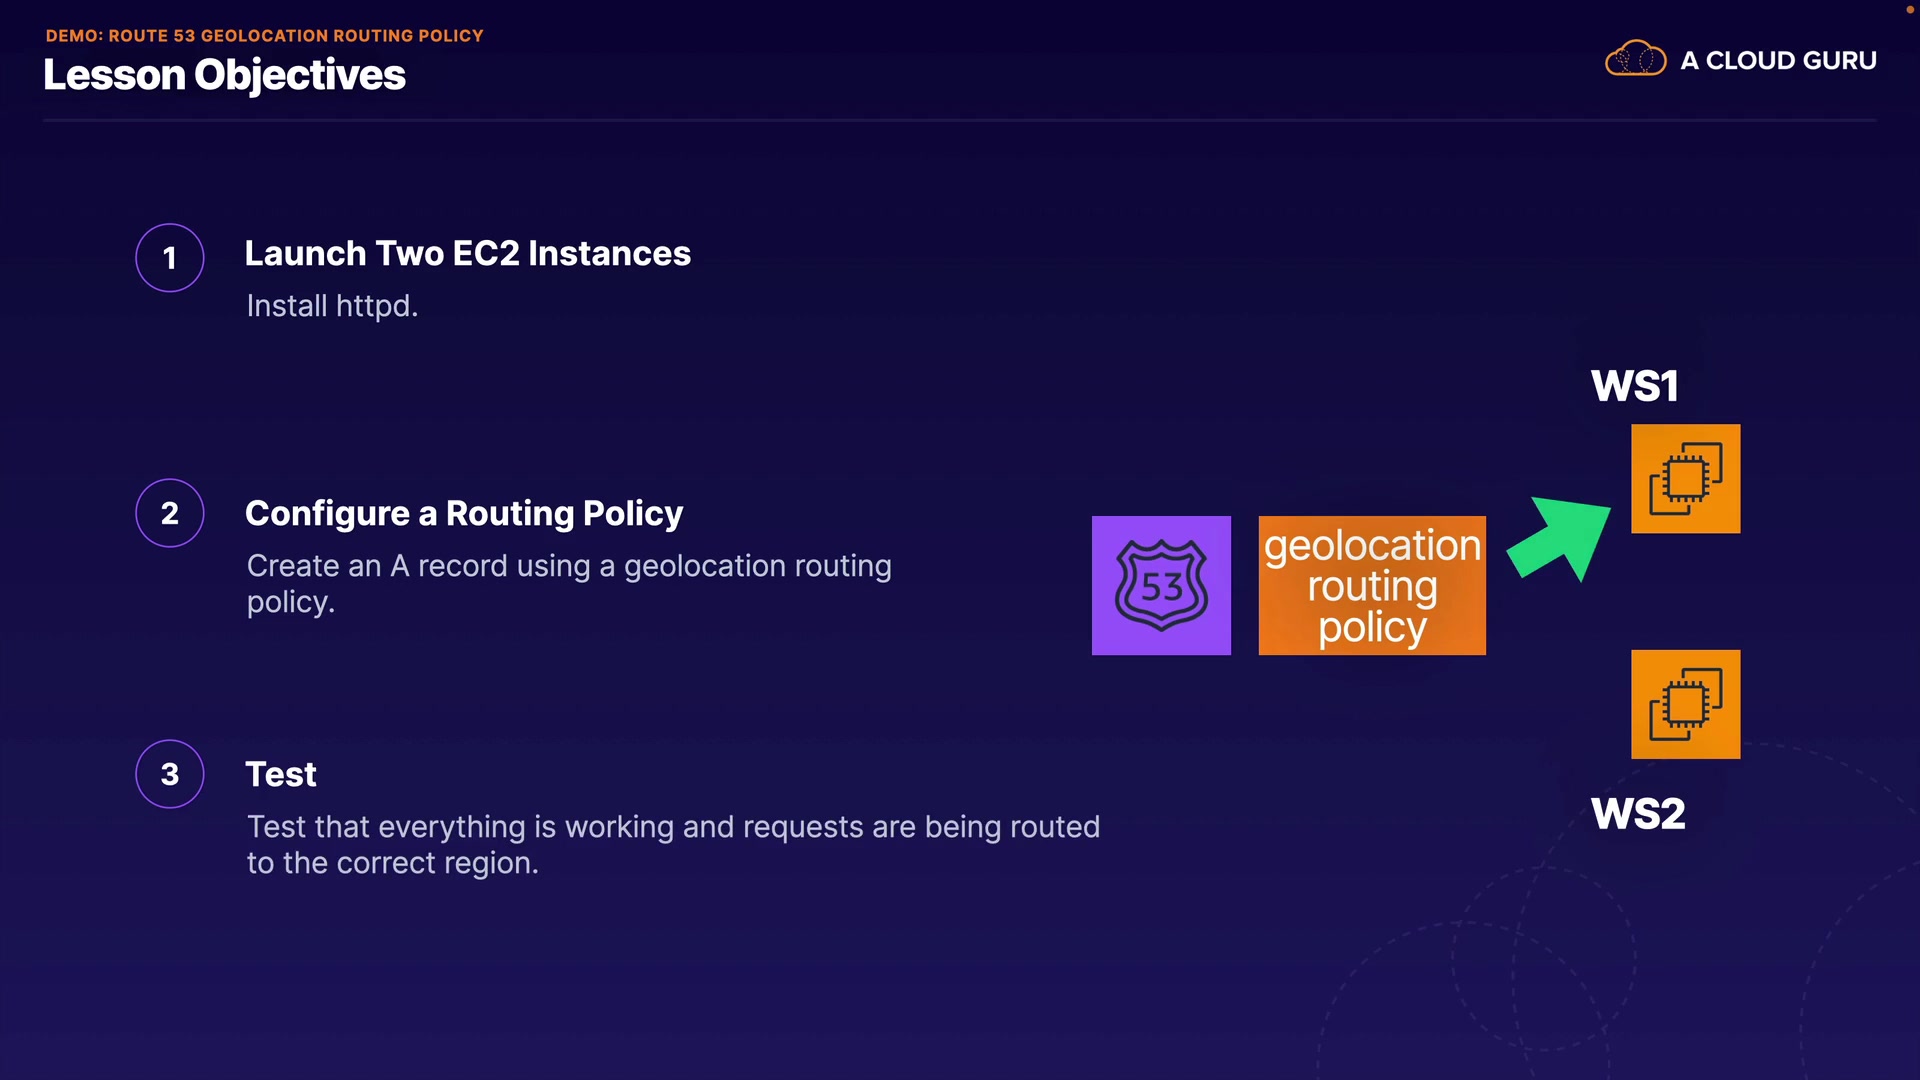 DEMO: ROUTE 53 GEOLOCATION ROUTING POLICY
Lesson Objectives
A CLOUD GURU
1
Launch Two EC2 Instances
Install httpd.
2
Configure a Routing Policy
Create an A record using a geolocation routing
policy.
3
Test
Test that everything is working and requests are being routed
to the correct region.
53
geolocation
routing
policy
WS1
WS2